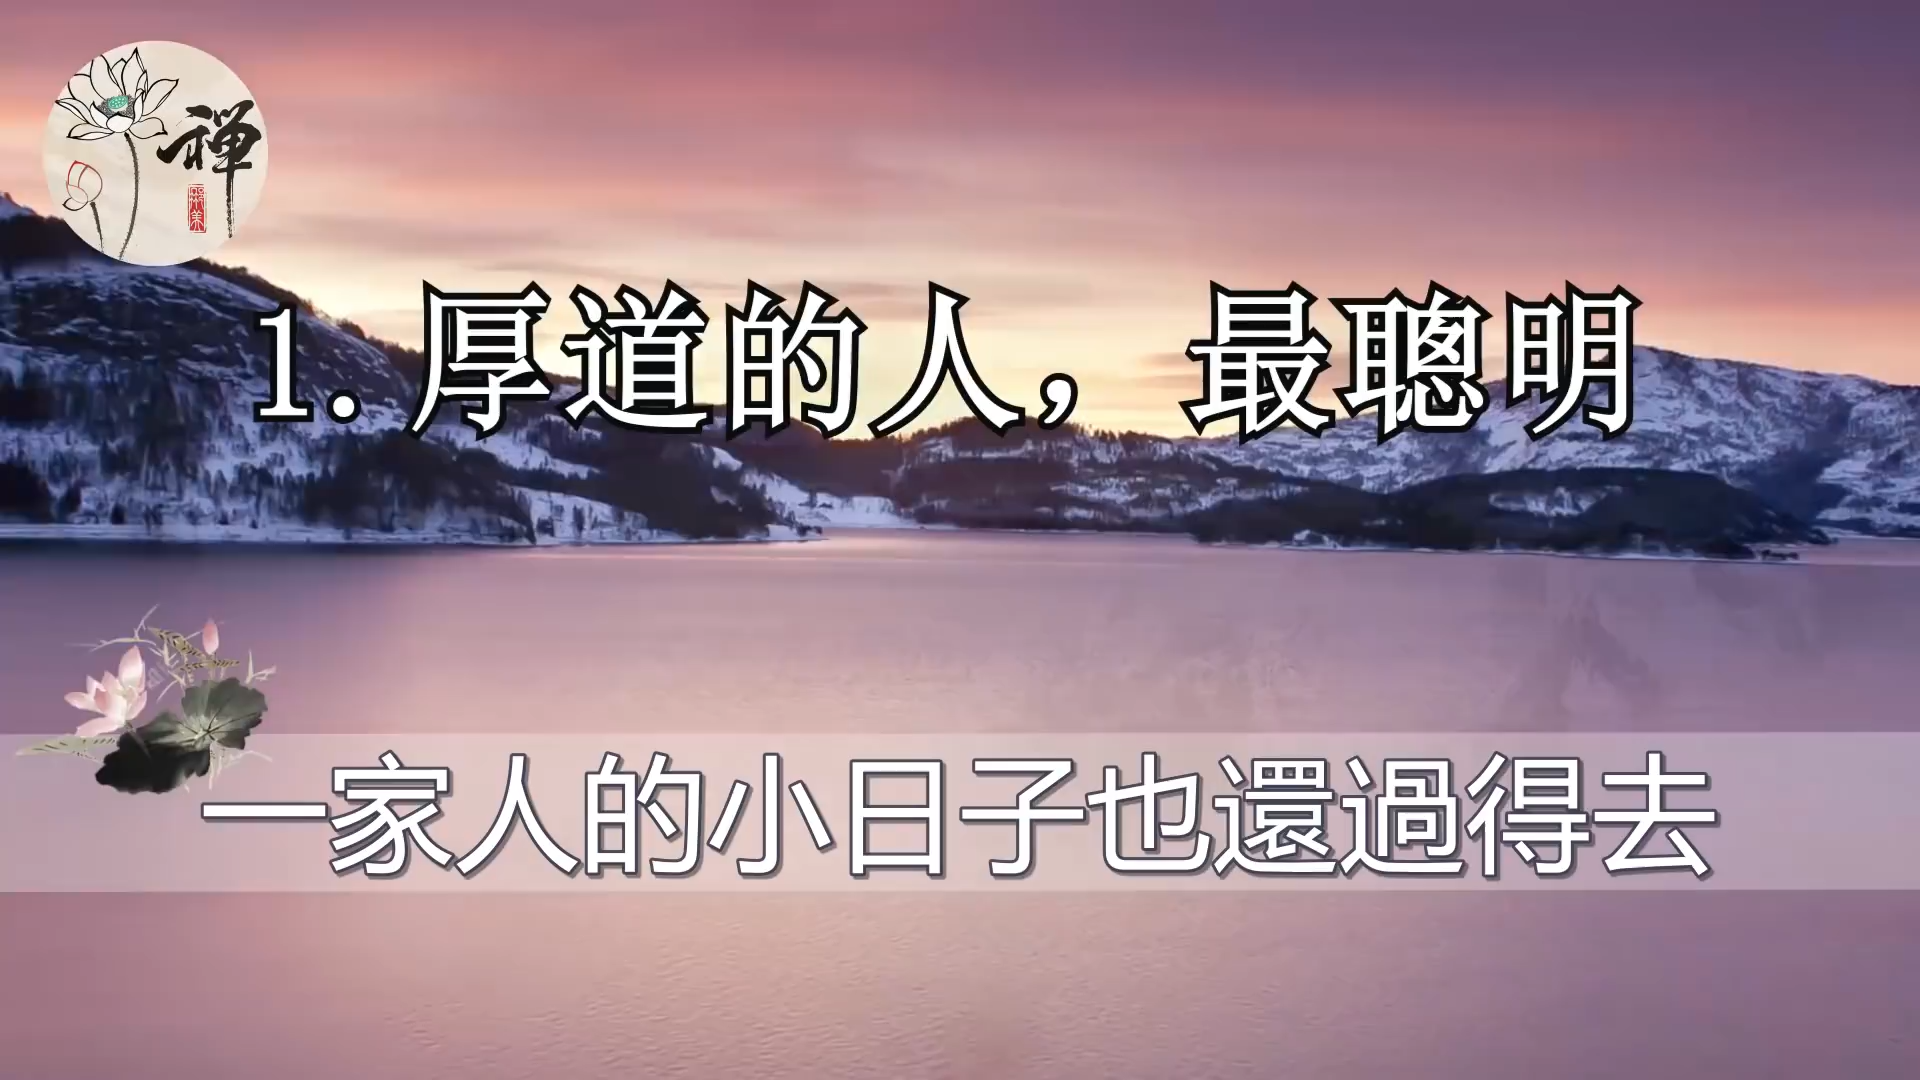 禅
1.厚道的人，最聰明
一家人的小日子也還過得去